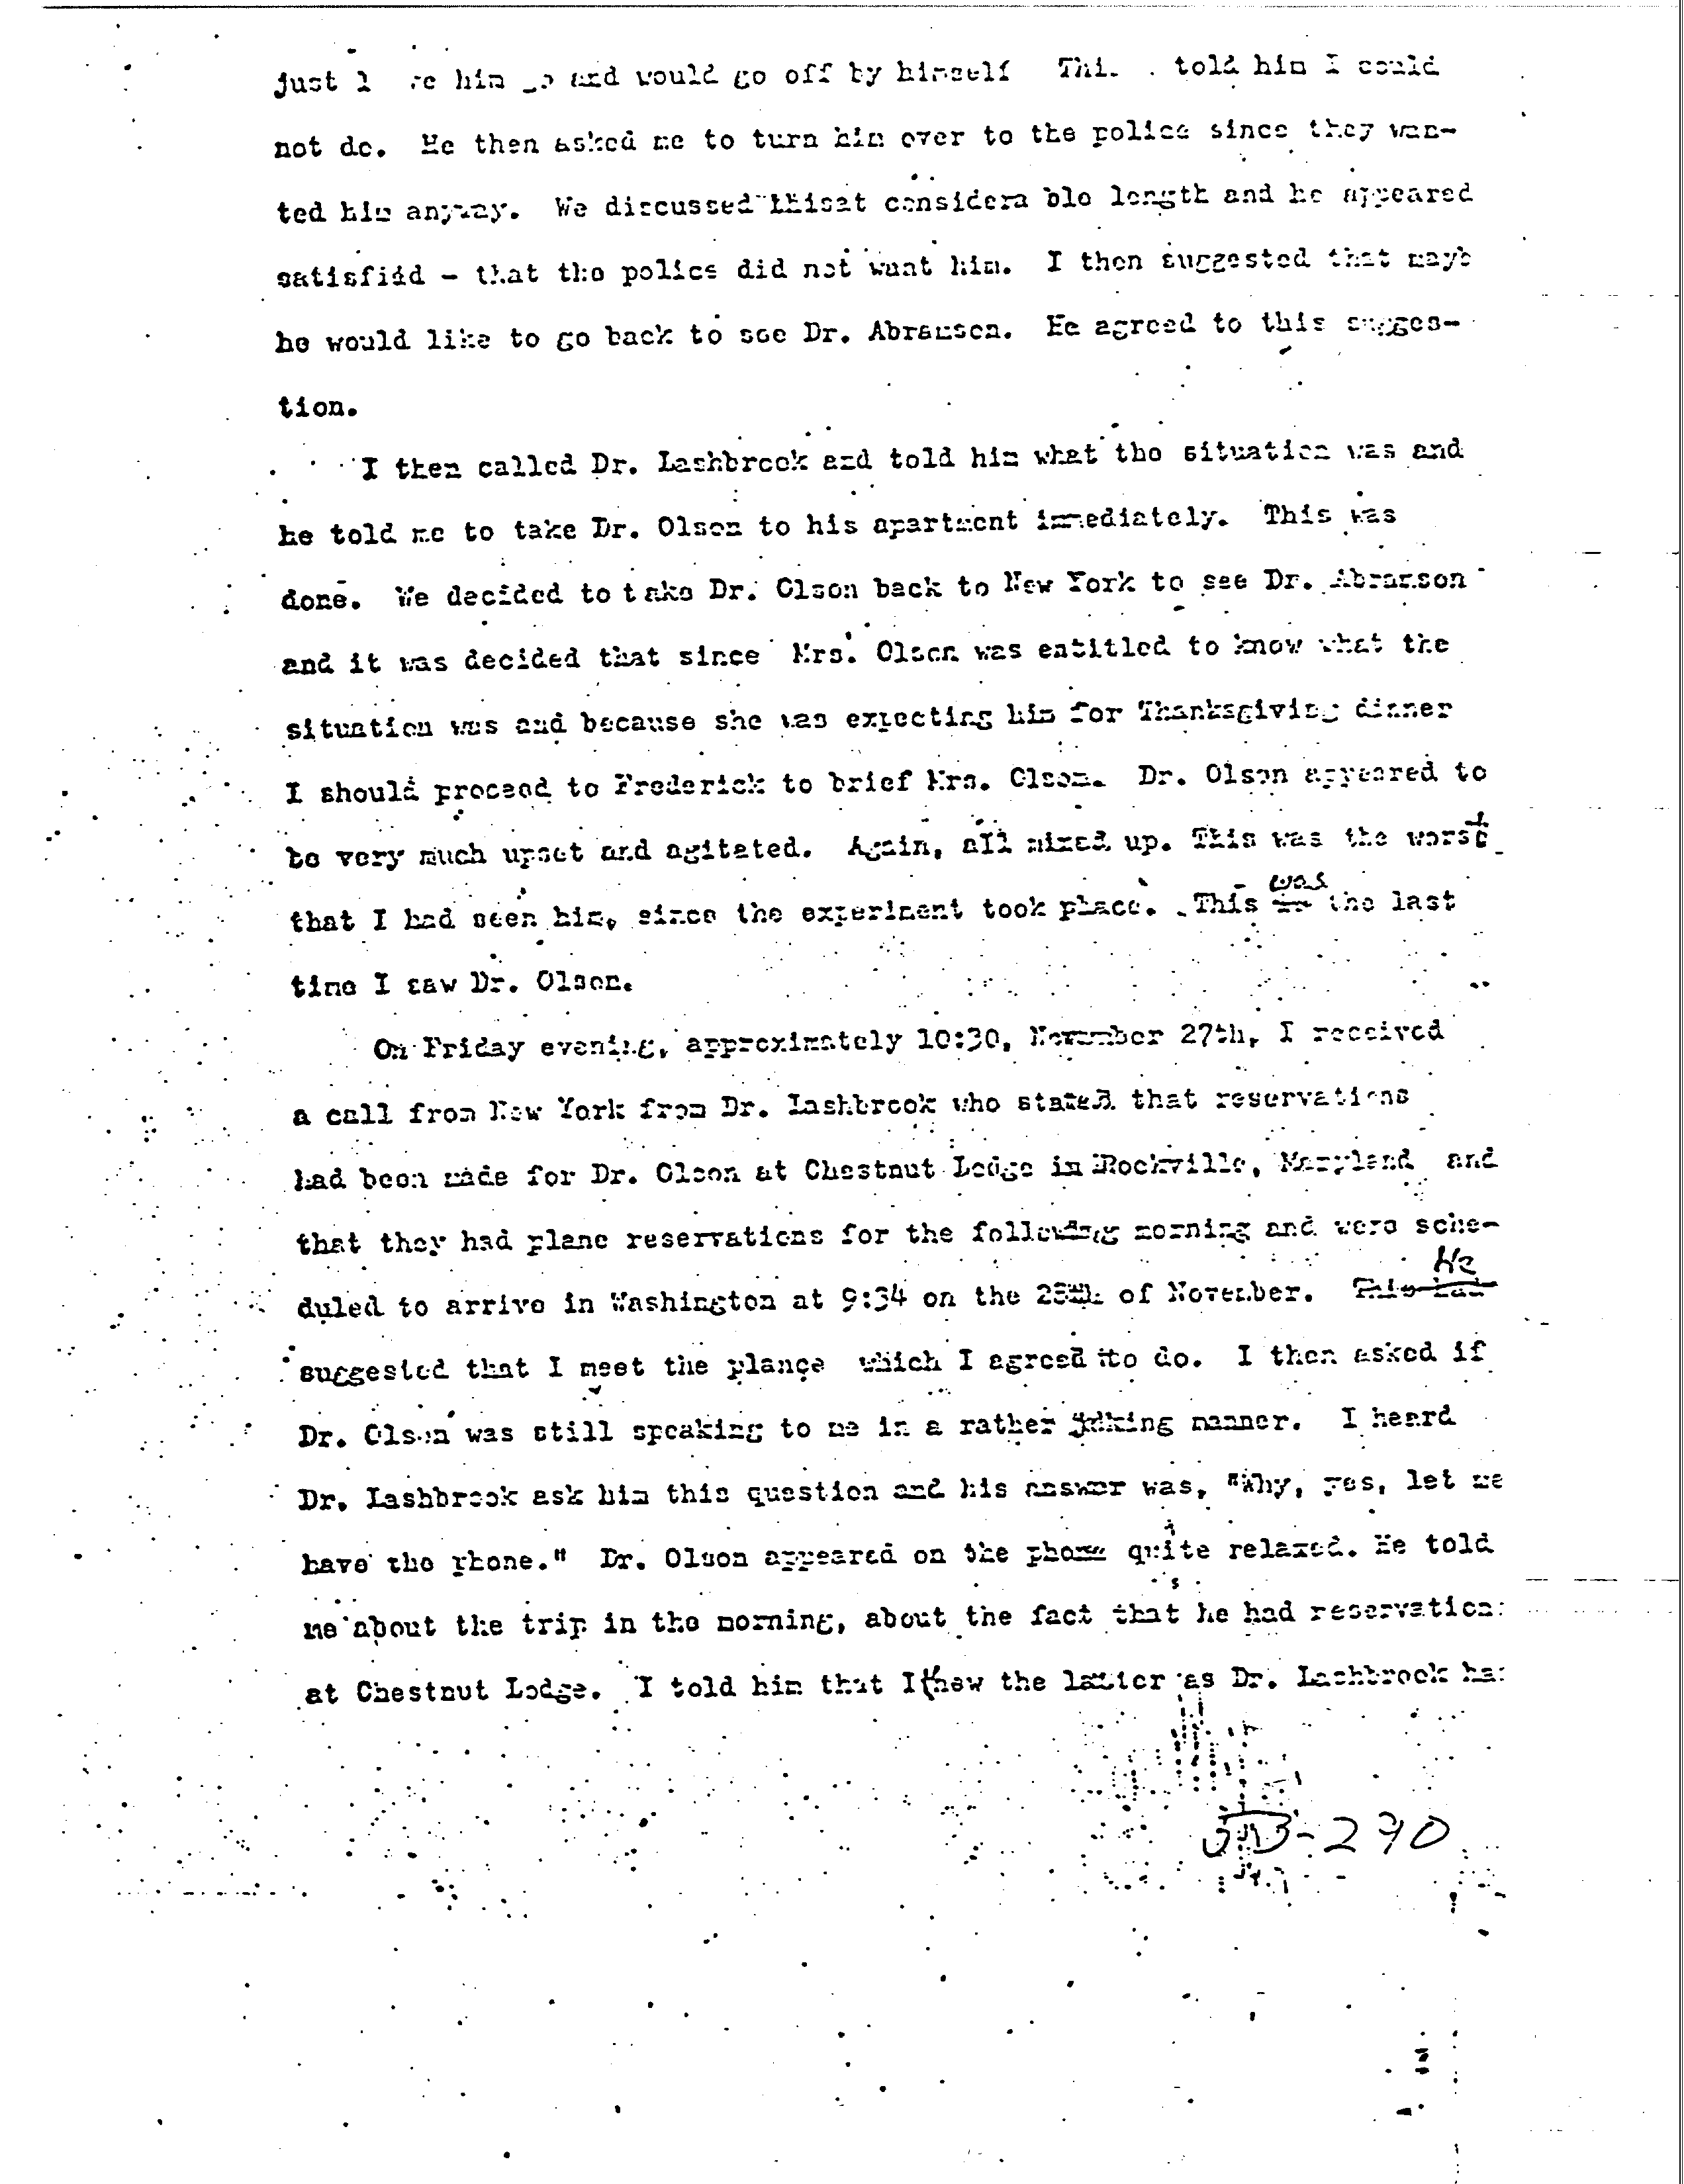 just him and would go off by himself told him I could
not do. He then asked me to turn him over to the police since they wan-
ted him anyway. We discussed thisat considera ble length and he appeared
satisfidd - that the police did not want him. I then suggested that mayb
he would like to go back to see Dr. Abramson. He agreed to this sugges-
tion.
I then called Dr. Lashbrook and told him what the situation was and
he told me to take Dr. Olson to his apartment immediately. This was
done. We decided to take Dr. Olson back to New York to see Dr. Abramson
and it was decided that since Mrs. Olson was entitled to know what the
situation was and because she was expecting him for Thanksgiving dinner
I should proceed to Frederick to brief Mrs. Olson. Dr. Olson appeared to
be very much upset and agitated. Again, all mixed up. This was the worst
that I had seen him, since the experiment took place. This was the last
time I saw Dr. Olson.
On Friday evening, approximately 10:30, November 27th, I received
a call from New York from Dr. Lashbrook who stated that reservations
had been made for Dr. Olson at Chestnut Lodge in Rockville, Maryland and
that they had plane reservations for the following morning and were sche-
duled to arrive in Washington at 9:34 on the 28th of November. He
suggested that I meet the plane which I agreed to do. I then asked if
Dr. Olson was still speaking to me in a rather joking manner. I heard
Dr. Lashbrook ask him this question and his answer was, "Why, yes, let me
have the phone." Dr. Olson appeared on the phone quite relaxed. He told
me about the trip in the morning, about the fact that he had reservation
at Chestnut Lodge. I told him that I knew the latter as Dr. Lashbrook ha
-290